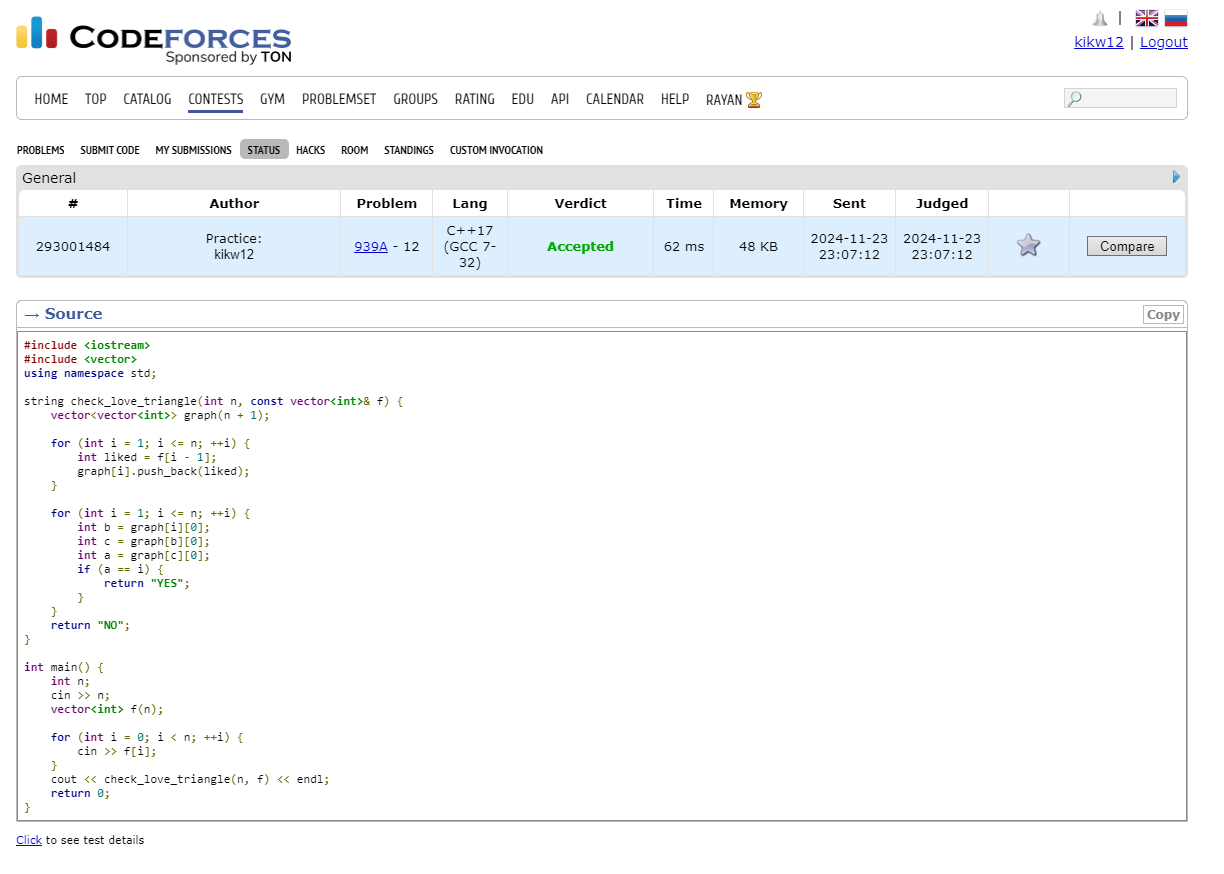 CODEFORCES
Sponsored by TON
|
kikw12 | Logout
HOME TOP CATALOG CONTESTS GYM PROBLEMSET GROUPS RATING EDU API CALENDAR HELP RAYAN
PROBLEMS SUBMIT CODE MY SUBMISSIONS STATUS HACKS ROOM STANDINGS CUSTOM INVOCATION
General
# Author Problem Lang Verdict Time Memory Sent Judged
293001484 Practice: kikw12 939A - 12 C++17 (GCC 7-32) Accepted 62 ms 48 KB 2024-11-23 23:07:12 2024-11-23 23:07:12 Compare
→ Source Copy
#include <iostream>
#include <vector>
using namespace std;
string check_love_triangle(int n, const vector<int>& f) {
    vector<vector<int>> graph(n + 1);
    for (int i = 1; i <= n; ++i) {
        int liked = f[i - 1];
        graph[i].push_back(liked);
    }
    for (int i = 1; i <= n; ++i) {
        int b = graph[i][0];
        int c = graph[b][0];
        int a = graph[c][0];
        if (a == i) {
            return "YES";
        }
    }
    return "NO";
}
int main() {
    int n;
    cin >> n;
    vector<int> f(n);
    for (int i = 0; i < n; ++i) {
        cin >> f[i];
    }
    cout << check_love_triangle(n, f) << endl;
    return 0;
}
Click to see test details